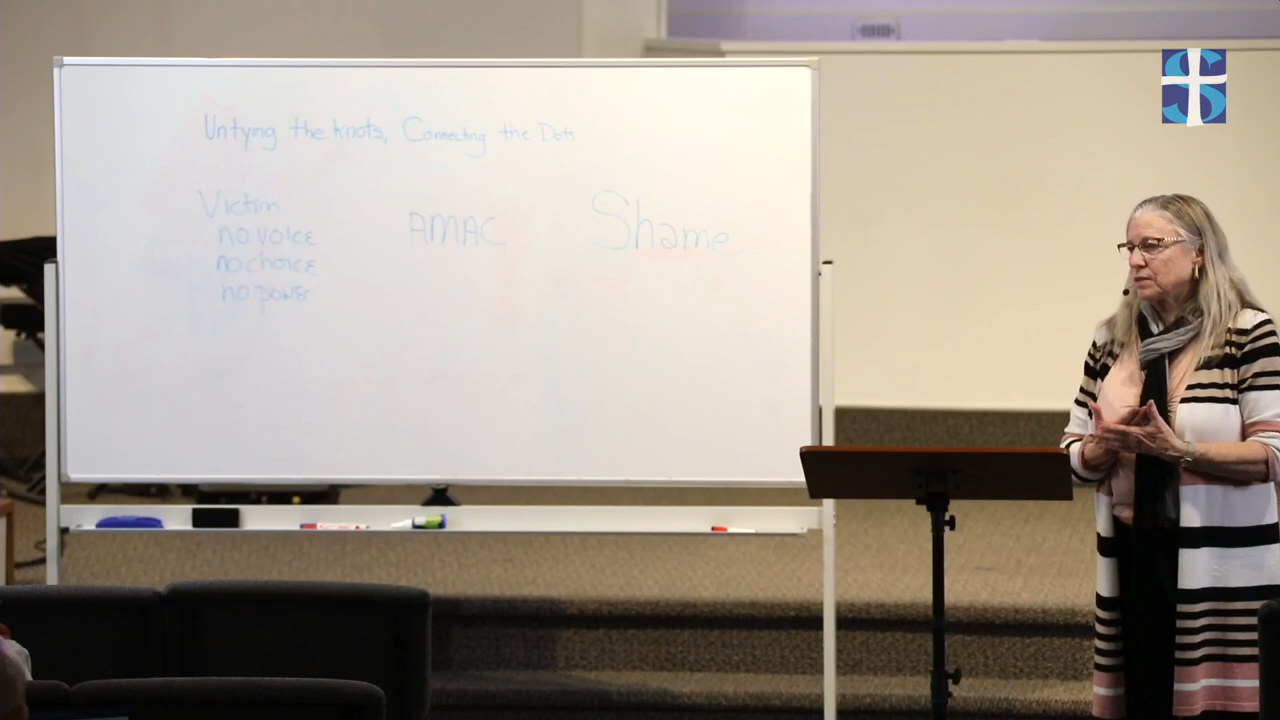 Untying the knots, Connecting the Dots
Victim
no voice
no choice
no power
AMAC
Shame